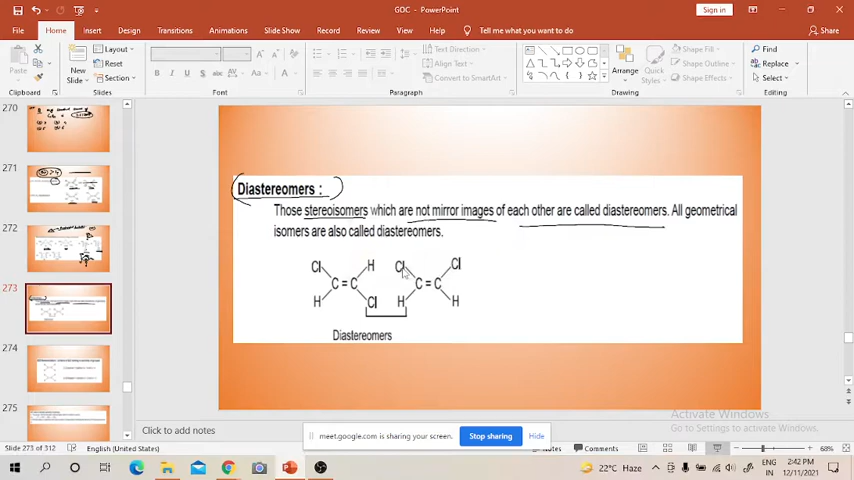 GOC - PowerPoint
Sign in
File Home Insert Design Transitions Animations Slide Show Record Review View Help Tell me what you want to do Share
Paste
New Slide
Layout
Reset
Section
Text Direction
Align Text
Convert to SmartArt
Arrange
Quick Styles
Shape Fill
Shape Outline
Shape Effects
Find
Replace
Select
Clipboard Slides Font Paragraph Drawing Editing
270
271
272
273
274
275
Diastereomers :
Those stereoisomers which are not mirror images of each other are called diastereomers. All geometrical
isomers are also called diastereomers.
Cl H Cl Cl
C = C C = C
H Cl H H
Diastereomers
Activate Windows
Go to Settings to activate Windows.
Click to add notes
meet.google.com is sharing your screen. Stop sharing Hide
Slide 273 of 312 English (United States) Notes Comments 68%
22°C Haze
ENG
IN
2:42 PM
12/11/2021